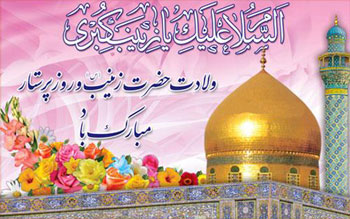 السلام علیک یا زینب کبری
ولادت حضرت زینب و روز پرستار
مبارک باد